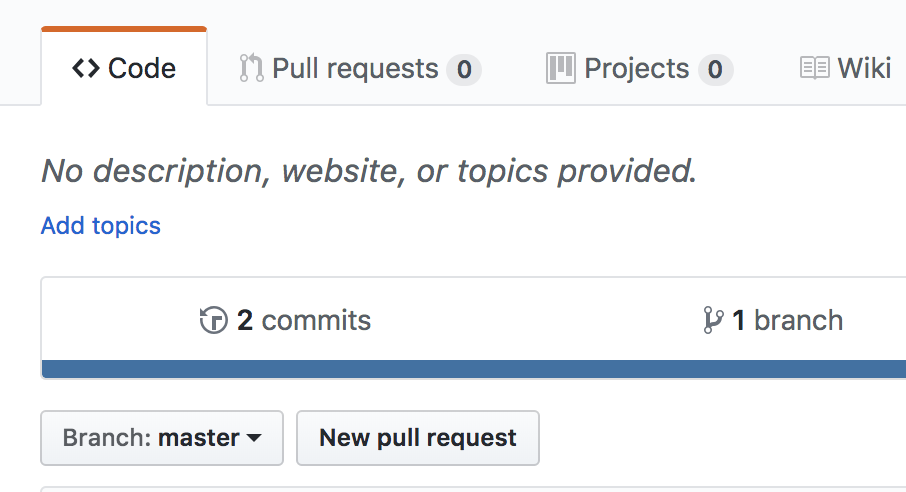 Code Pull requests 0 Projects 0 Wiki
No description, website, or topics provided.
Add topics
2 commits 1 branch
Branch: master New pull request